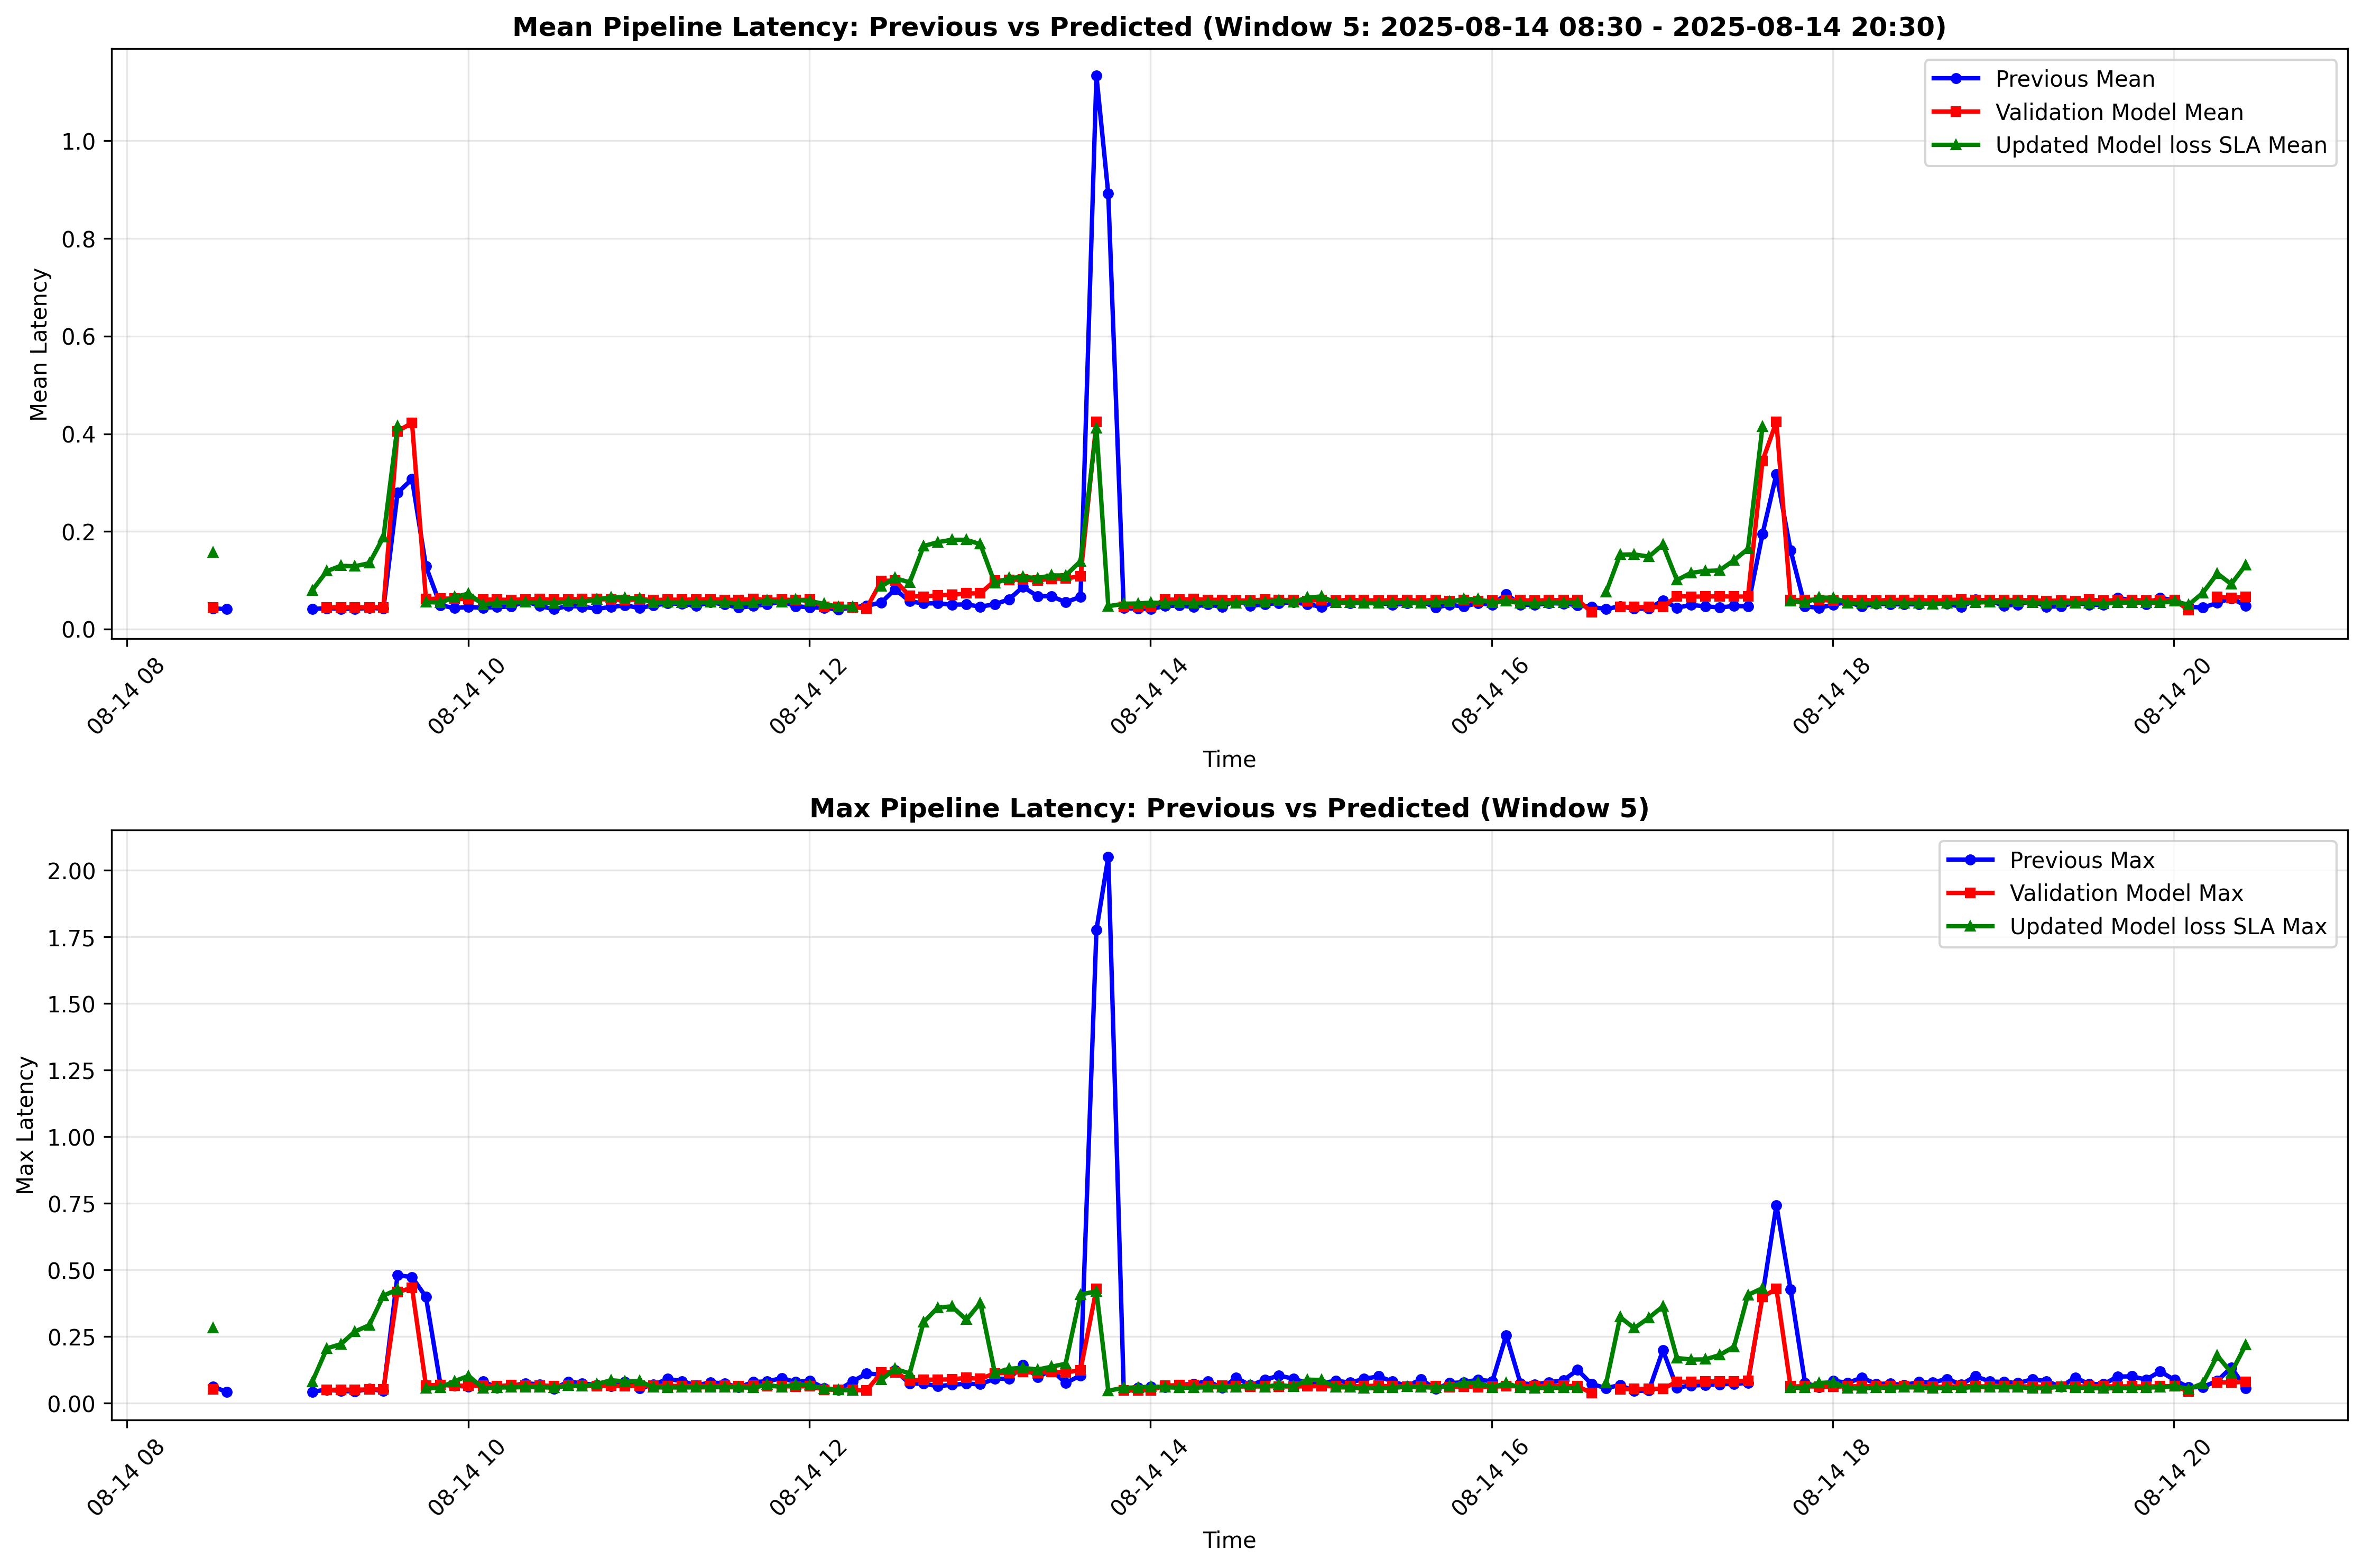 Mean Pipeline Latency: Previous vs Predicted (Window 5: 2025-08-14 08:30 - 2025-08-14 20:30)
Previous Mean
Validation Model Mean
Updated Model loss SLA Mean
Mean Latency
1.0
0.8
0.6
0.4
0.2
0.0
08-14 08
08-14 10
08-14 12
08-14 14
08-14 16
08-14 18
08-14 20
Time
Max Pipeline Latency: Previous vs Predicted (Window 5)
Previous Max
Validation Model Max
Updated Model loss SLA Max
Max Latency
2.00
1.75
1.50
1.25
1.00
0.75
0.50
0.25
0.00
08-14 08
08-14 10
08-14 12
08-14 14
08-14 16
08-14 18
08-14 20
Time